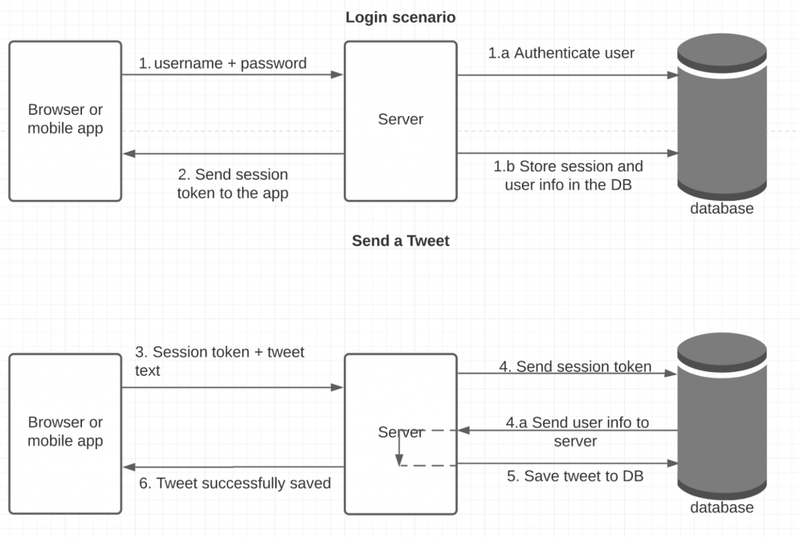 Login scenario
1. username + password
1.a Authenticate user
Browser or
mobile app
Server
2. Send session
token to the app
1.b Store session and
user info in the DB
database
Send a Tweet
3. Session token + tweet
text
4. Send session token
Browser or
mobile app
Server
4.a Send user info to
server
6. Tweet successfully saved
5. Save tweet to DB
database